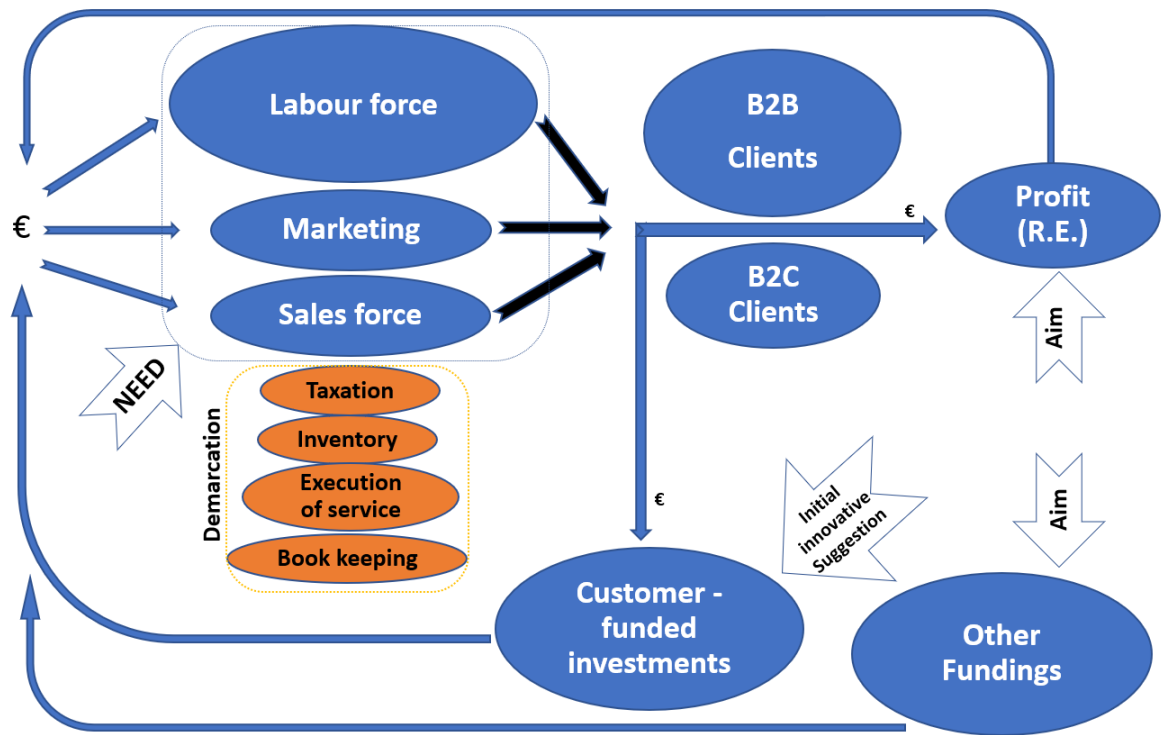 Labour force
B2B
Clients
€
Marketing
€
Profit
(R.E.)
B2C
Clients
Sales force
Aim
NEED
Taxation
Demarcation
Inventory
Execution
of service
Book keeping
€
Initial
innovative
Suggestion
Aim
Customer -
funded
investments
Other
Fundings